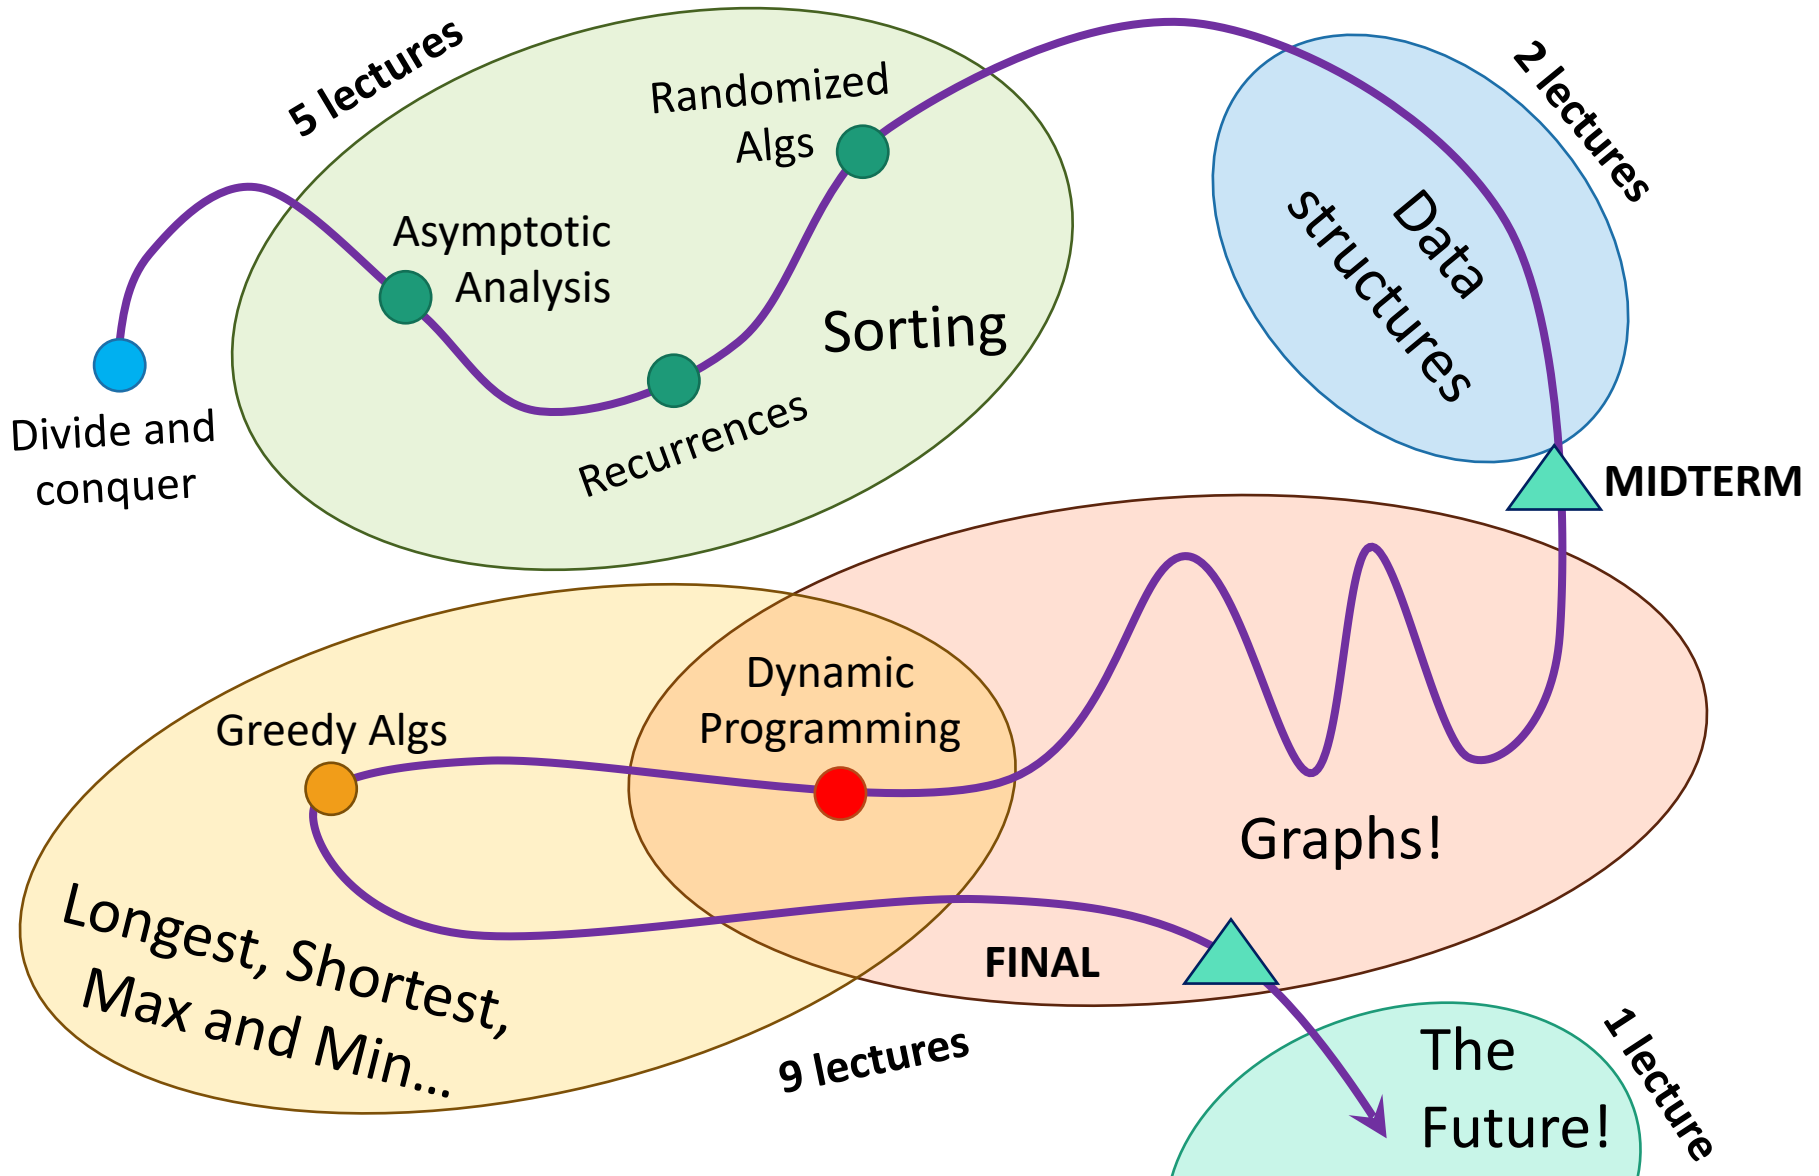 5 lectures
Randomized
Algs
Asymptotic
Analysis
Sorting
Recurrences
Divide and
conquer
2 lectures
Data
structures
MIDTERM
Dynamic
Programming
Greedy Algs
Graphs!
Longest, Shortest,
Max and Min...
FINAL
9 lectures
The
Future!
1 lecture